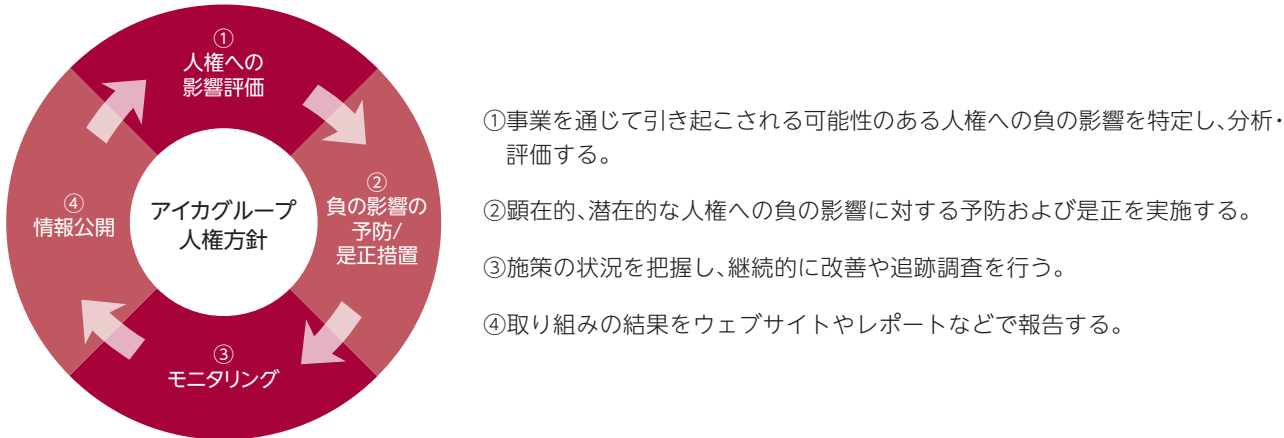 ①
人権への
影響評価
②
負の影響の
予防/
是正措置
③
モニタリング
④
情報公開
アイカグループ
人権方針
①事業を通じて引き起こされる可能性のある人権への負の影響を特定し、分析・
評価する。
②顕在的、潜在的な人権への負の影響に対する予防および是正を実施する。
③施策の状況を把握し、継続的に改善や追跡調査を行う。
④取り組みの結果をウェブサイトやレポートなどで報告する。